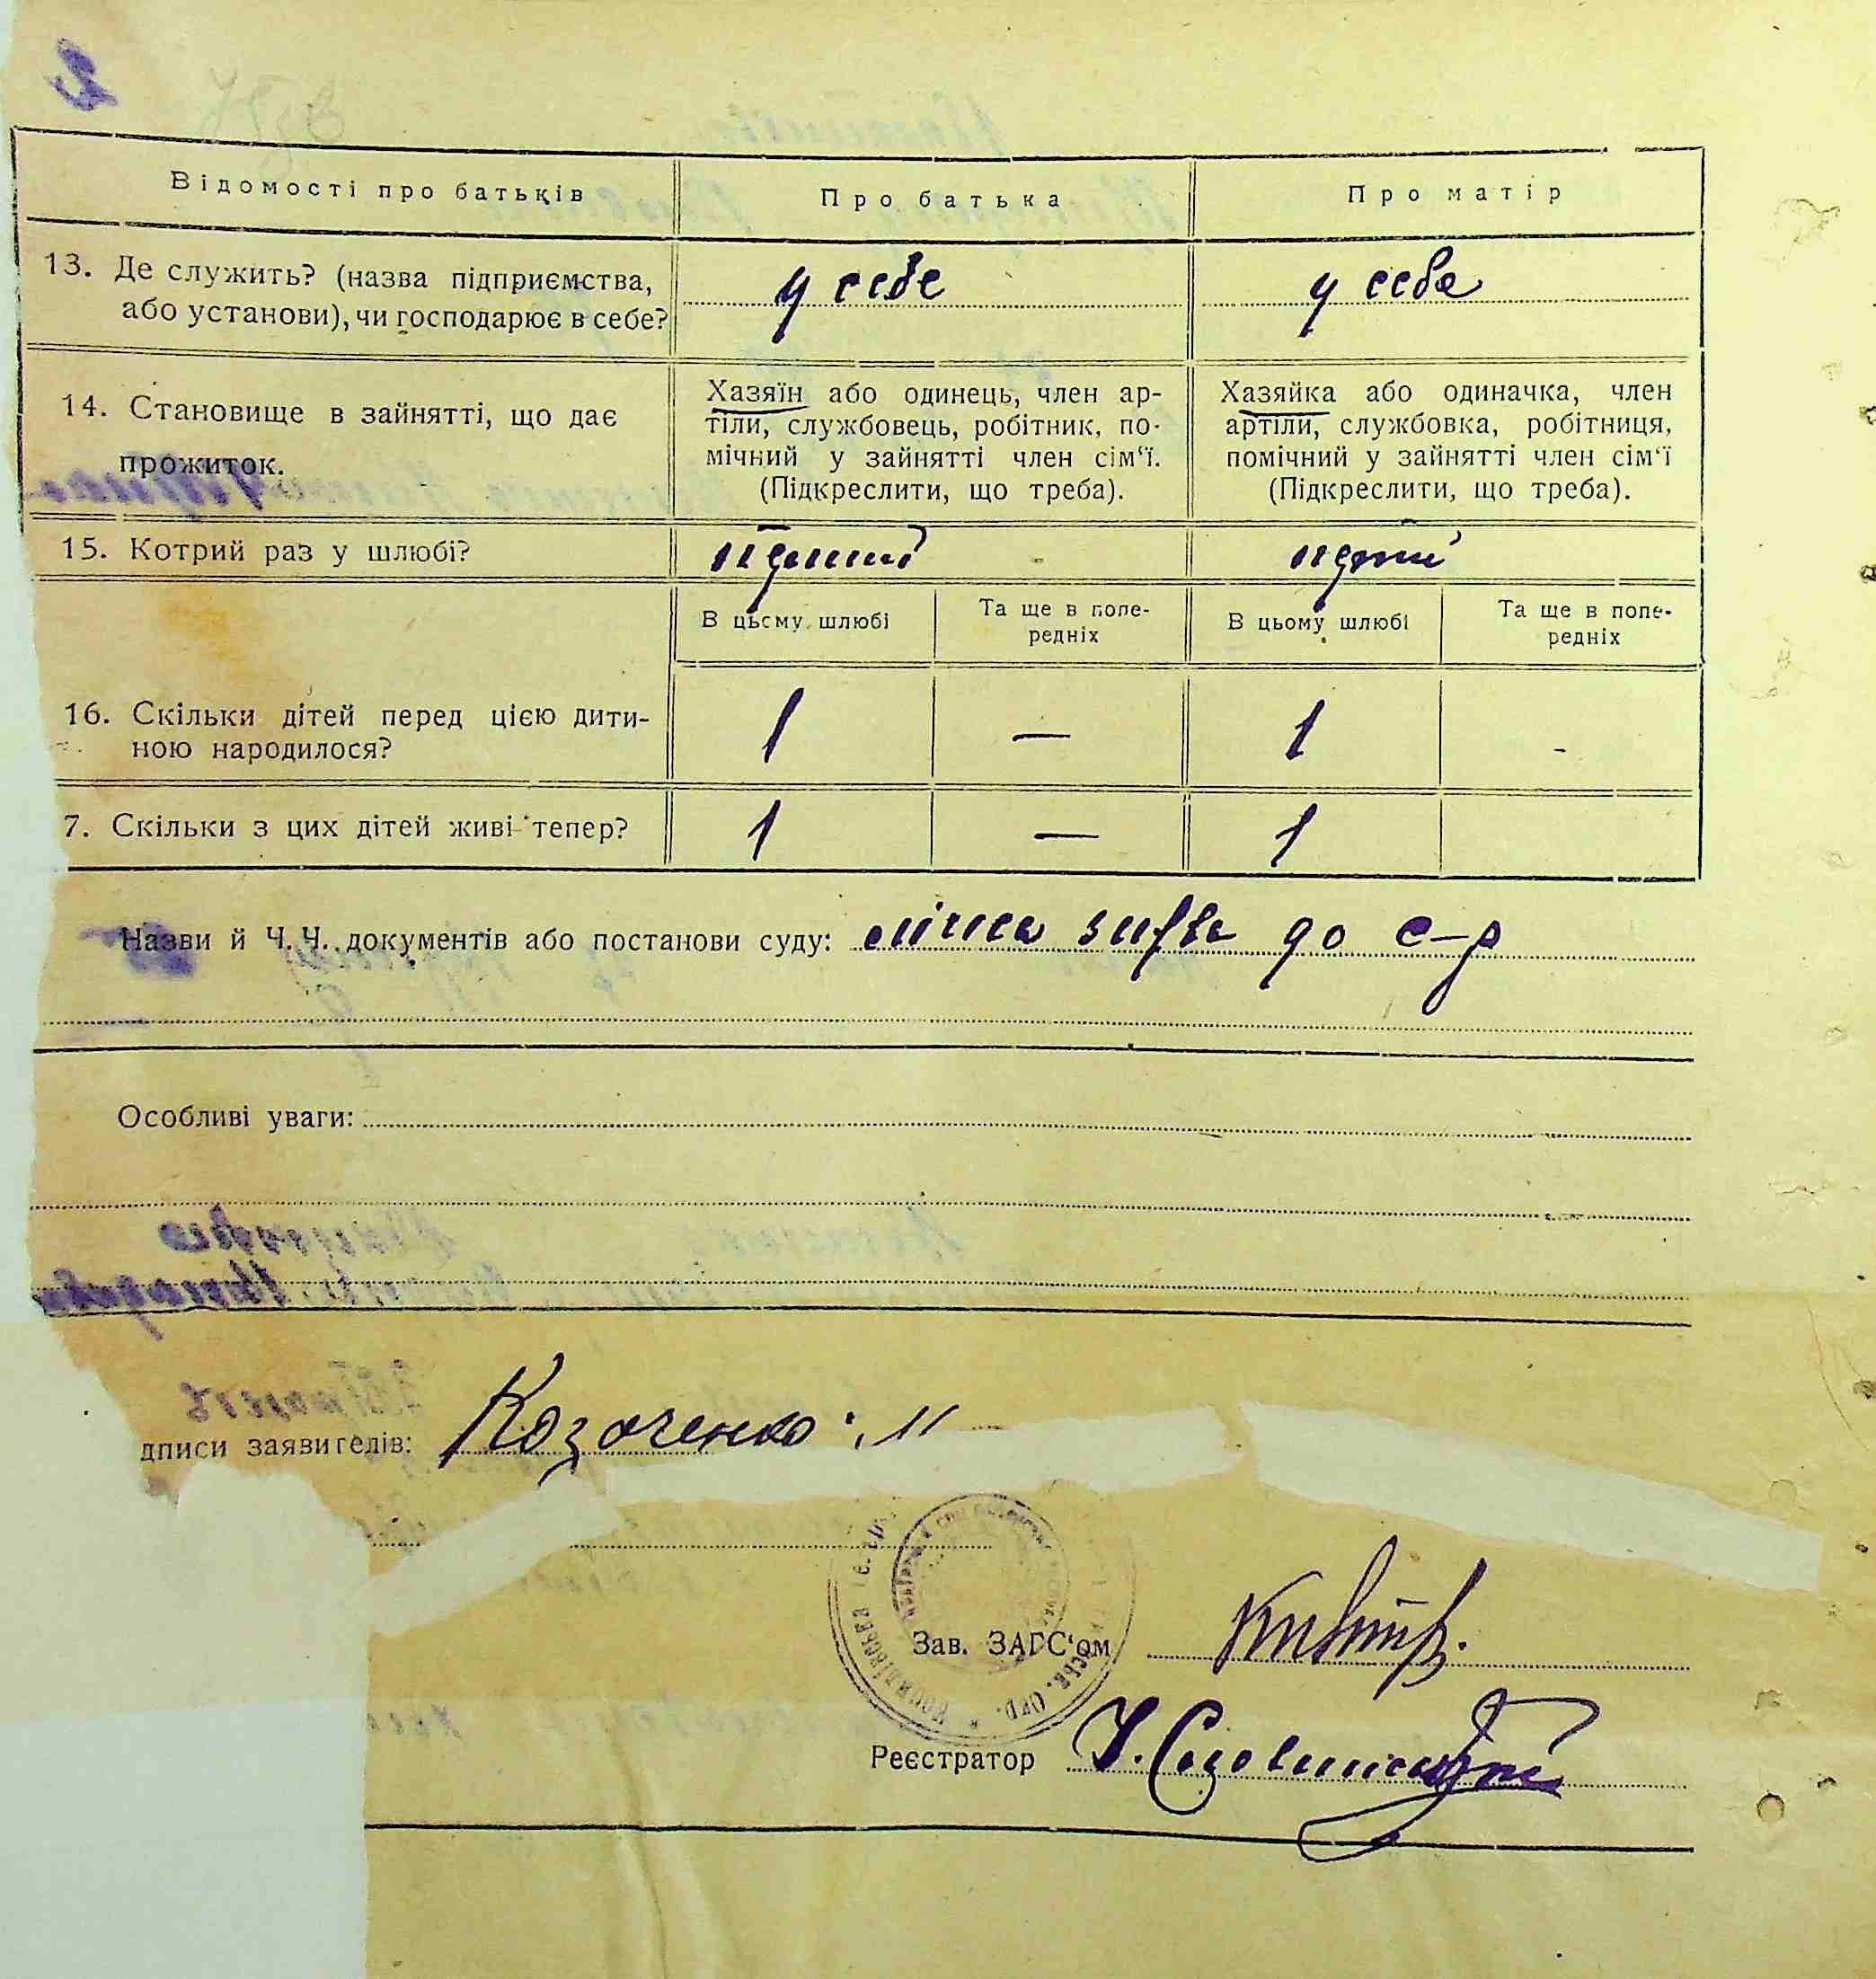 2
Відомості про батьків Про батька Про матір
13. Де служить? (назва підприємства, або установи), чи господарює в себе? у себе у себе
14. Становище в зайнятті, що дає прожиток.
Хазяїн або одинець, член ар-
тіли, службовець, робітник, по-
мічний у зайнятті член сім'ї.
(Підкреслити, що треба).
Хазяйка або одиначка, член
артіли, службовка, робітниця,
помічний у зайнятті член сім'ї
(Підкреслити, що треба).
15. Котрий раз у шлюбі? перший
В цьому шлюбі Та ще в попе-
редніх В цьому шлюбі Та ще в попе-
редніх
16. Скільки дітей перед цією дити-
ною народилося? 1 — 1 -
7. Скільки з цих дітей живі тепер? 1 — 1
Назви й Ч. Ч. документів або постанови суду: до с-р
Особливі уваги:
дписи заявителів: Козаченко
Зав. ЗАГС'ом
Реєстратор